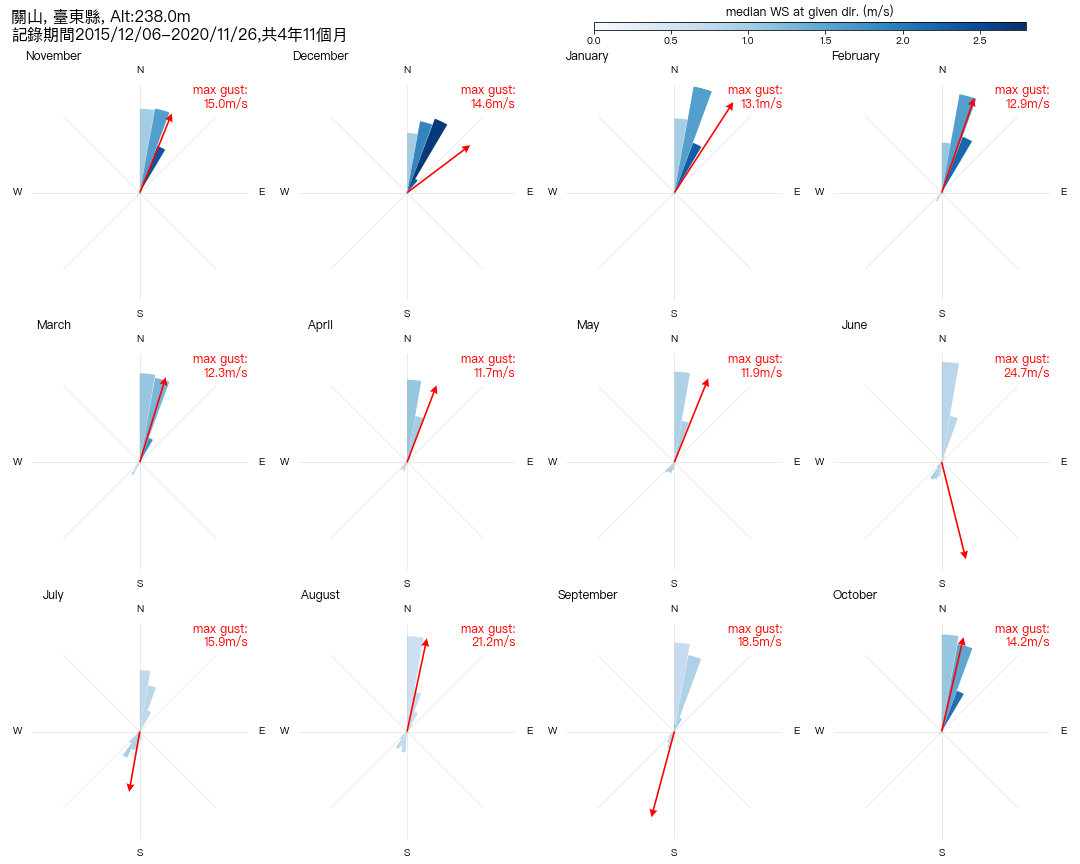 關山, 臺東縣, Alt:238.0m
記錄期間2015/12/06−2020/11/26,共4年11個月
median WS at given dir. (m/s)
0.0 0.5 1.0 1.5 2.0 2.5
November
N
max gust:
15.0m/s
W E
S
December
N
max gust:
14.6m/s
W E
January
N
max gust:
13.1m/s
W E
S
February
N
max gust:
12.9m/s
W E
S
March
N
max gust:
12.3m/s
W E
S
April
N
max gust:
11.7m/s
W E
S
May
N
max gust:
11.9m/s
W E
S
June
N
max gust:
24.7m/s
W E
S
July
N
max gust:
15.9m/s
W E
S
August
N
max gust:
21.2m/s
W E
S
September
N
max gust:
18.5m/s
W E
S
October
N
max gust:
14.2m/s
W E
S